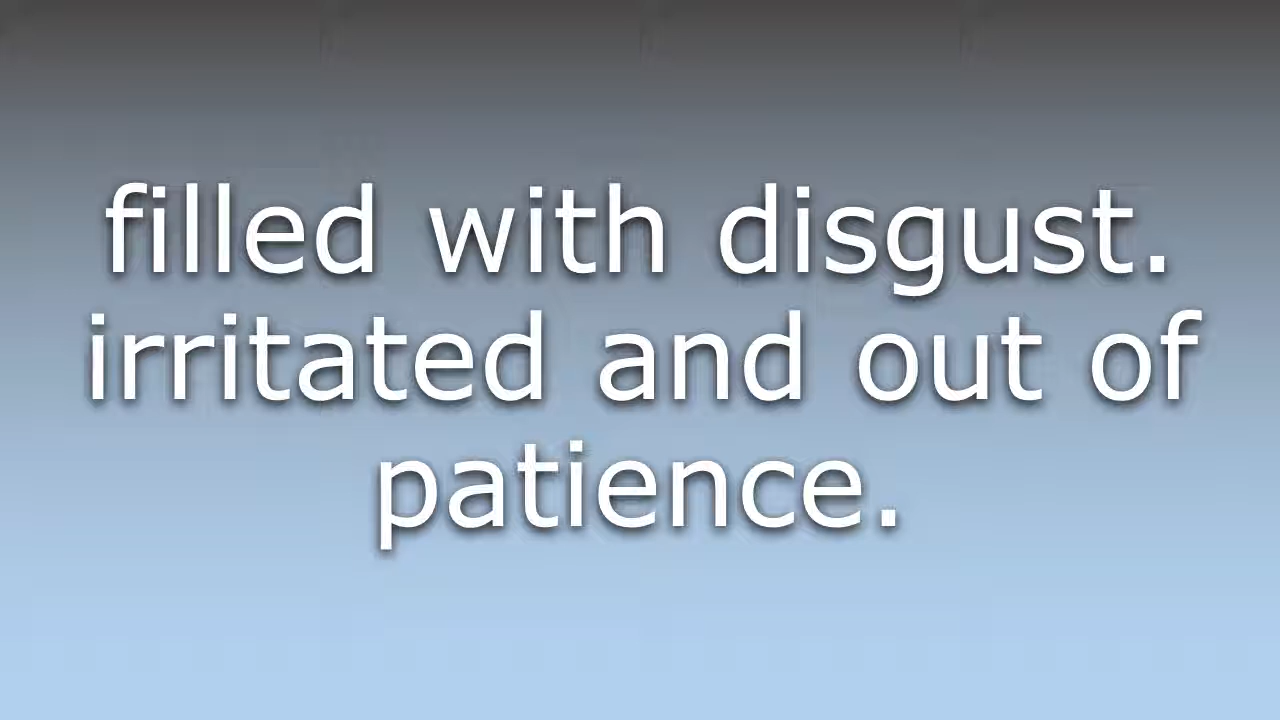 filled with disgust.
irritated and out of
patience.